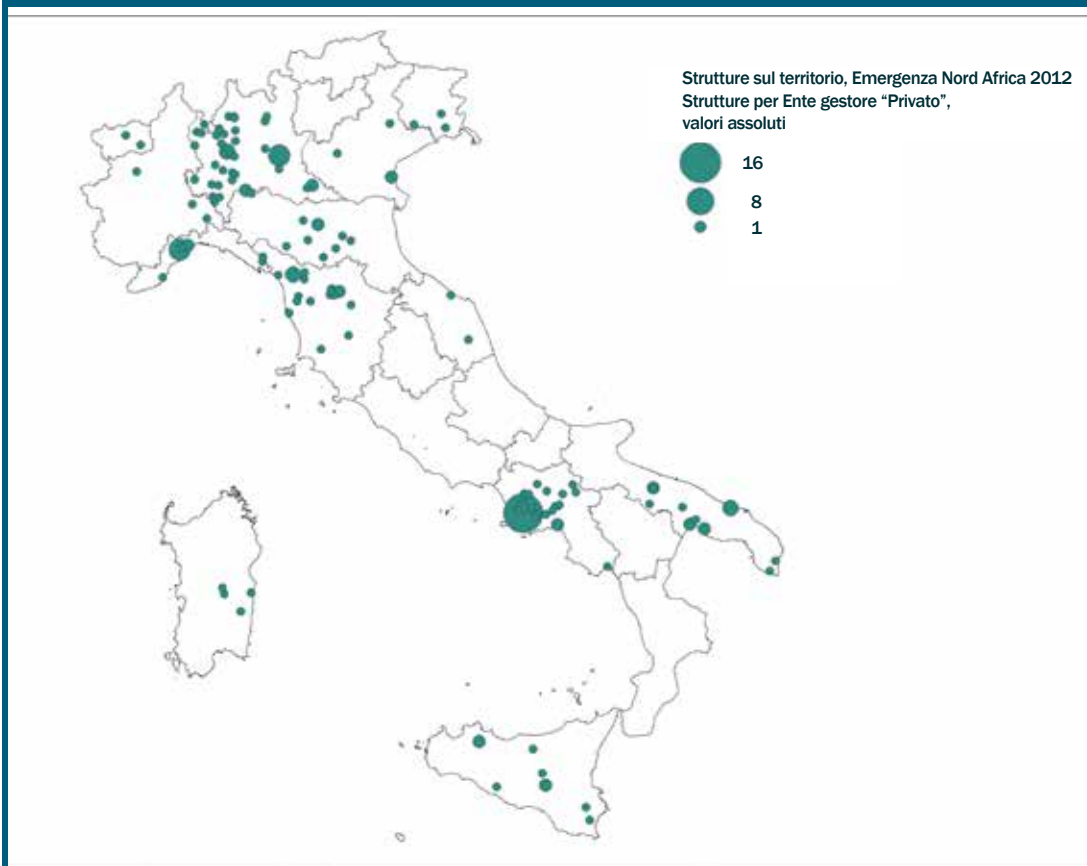 Strutture sul territorio, Emergenza Nord Africa 2012
Strutture per Ente gestore “Privato”,
valori assoluti
16
8
1